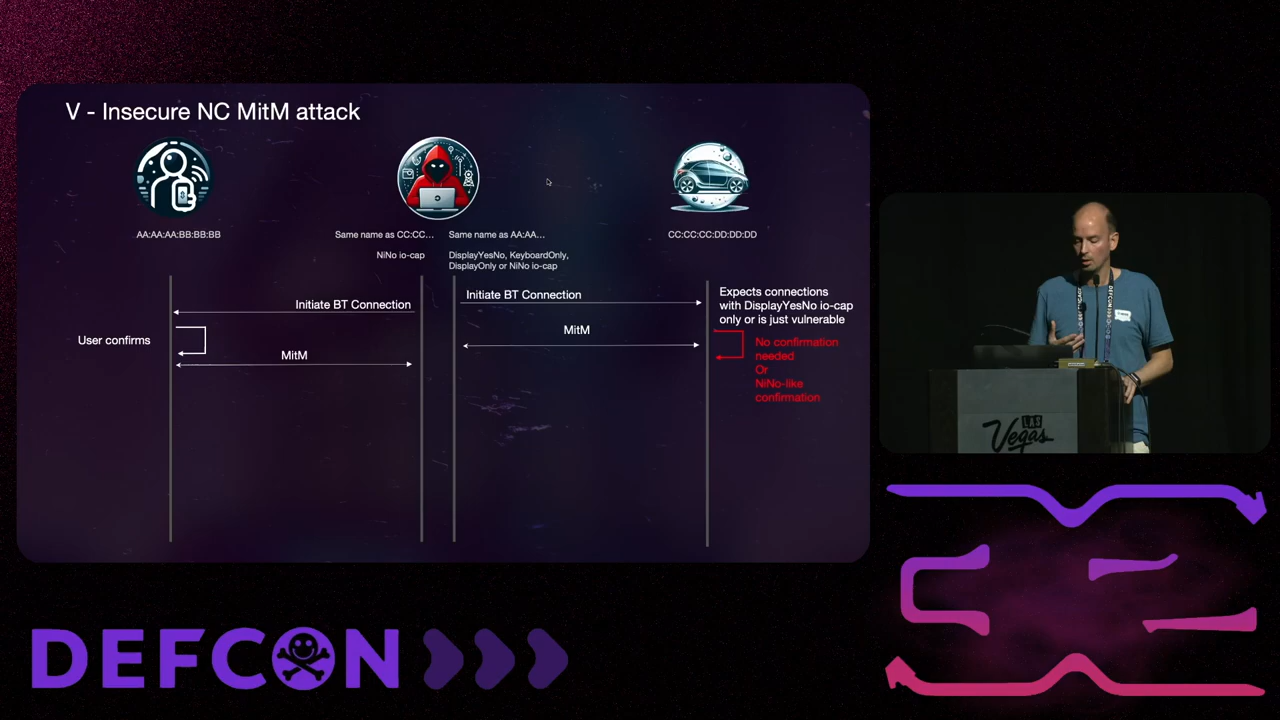 V - Insecure NC MitM attack
AA:AA:AA:BB:BB:BB
Same name as CC:CC...
Same name as AA:AA...
CC:CC:CC:DD:DD:DD
NiNo io-cap
DisplayYesNo, KeyboardOnly,
DisplayOnly or NiNo io-cap
Initiate BT Connection
Initiate BT Connection
Expects connections
with DisplayYesNo io-cap
only or is just vulnerable
User confirms
MitM
MitM
No confirmation
needed
Or
NiNo-like
confirmation
LAS
Vegas
DEFCON